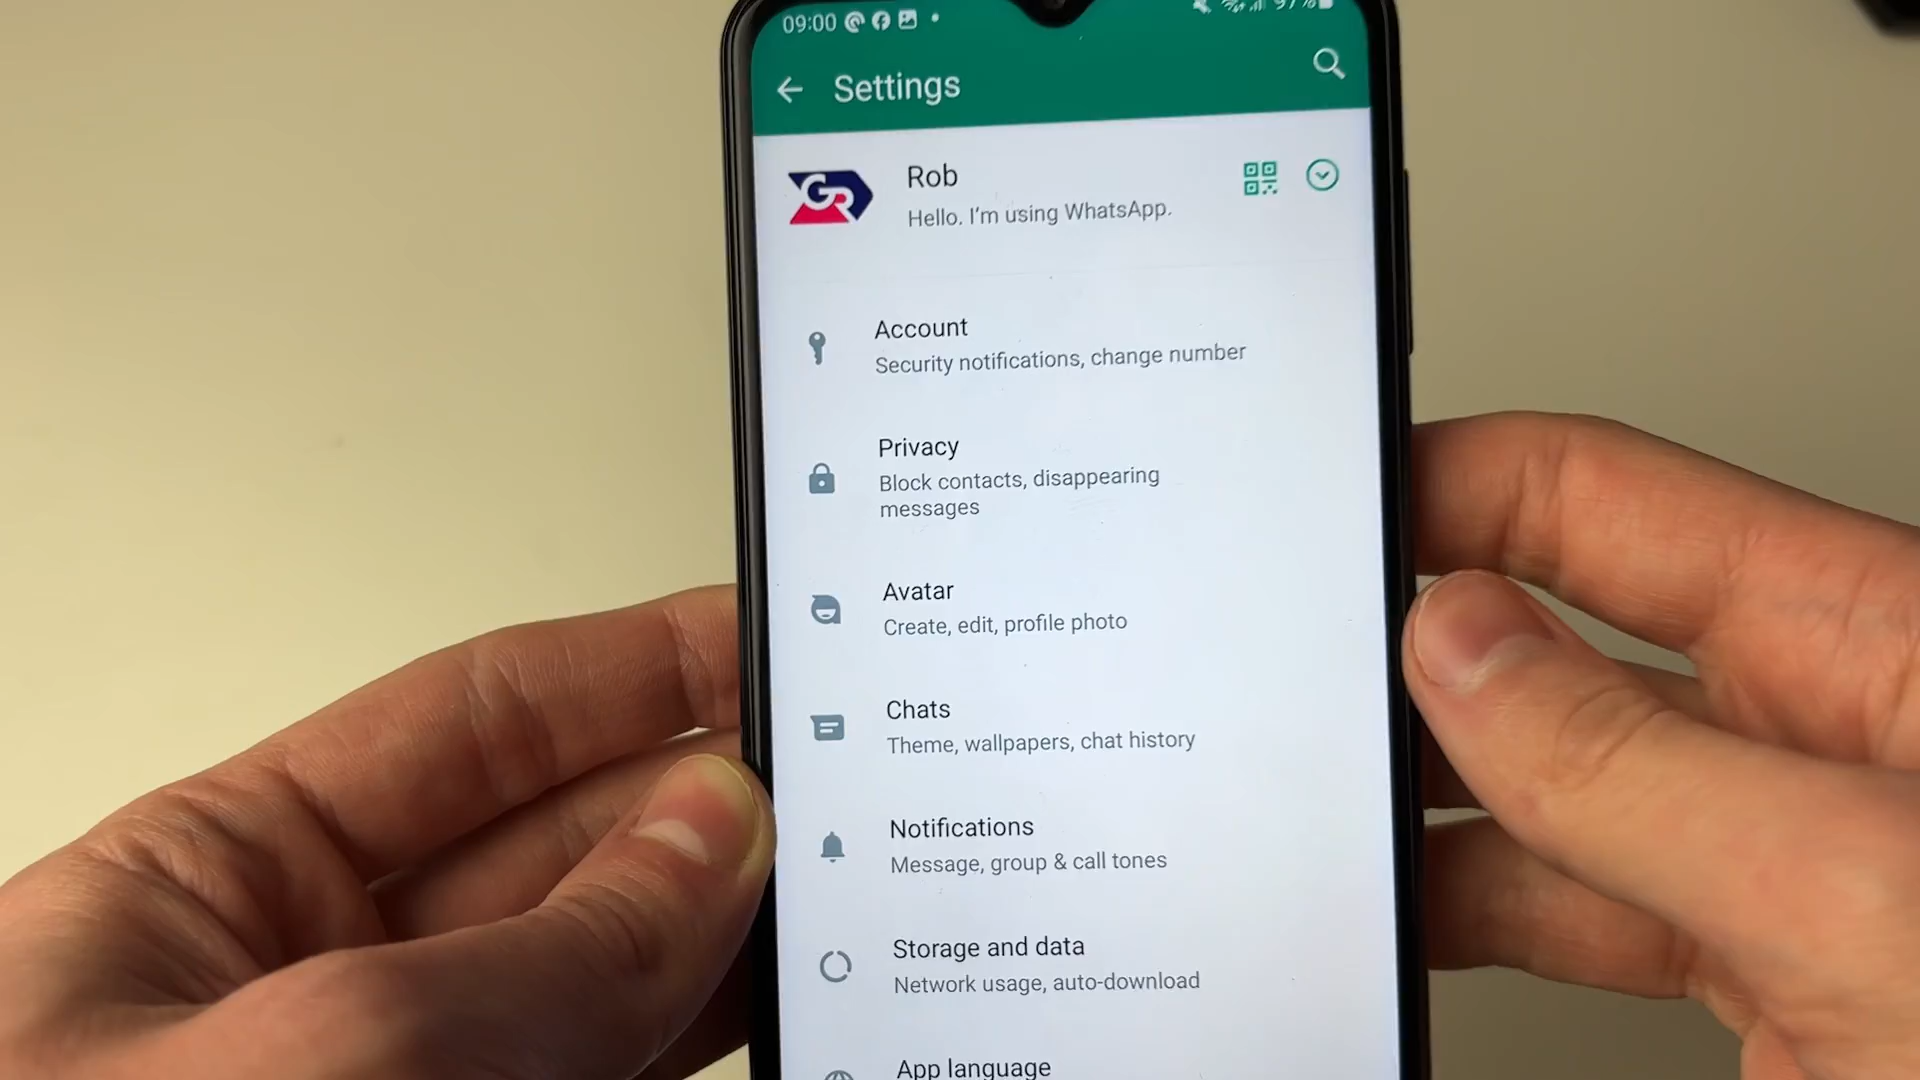 09:00
97%
Settings
GR
Rob
Hello. I'm using WhatsApp.
Account
Security notifications, change number
Privacy
Block contacts, disappearing
messages
Avatar
Create, edit, profile photo
Chats
Theme, wallpapers, chat history
Notifications
Message, group & call tones
Storage and data
Network usage, auto-download
App language